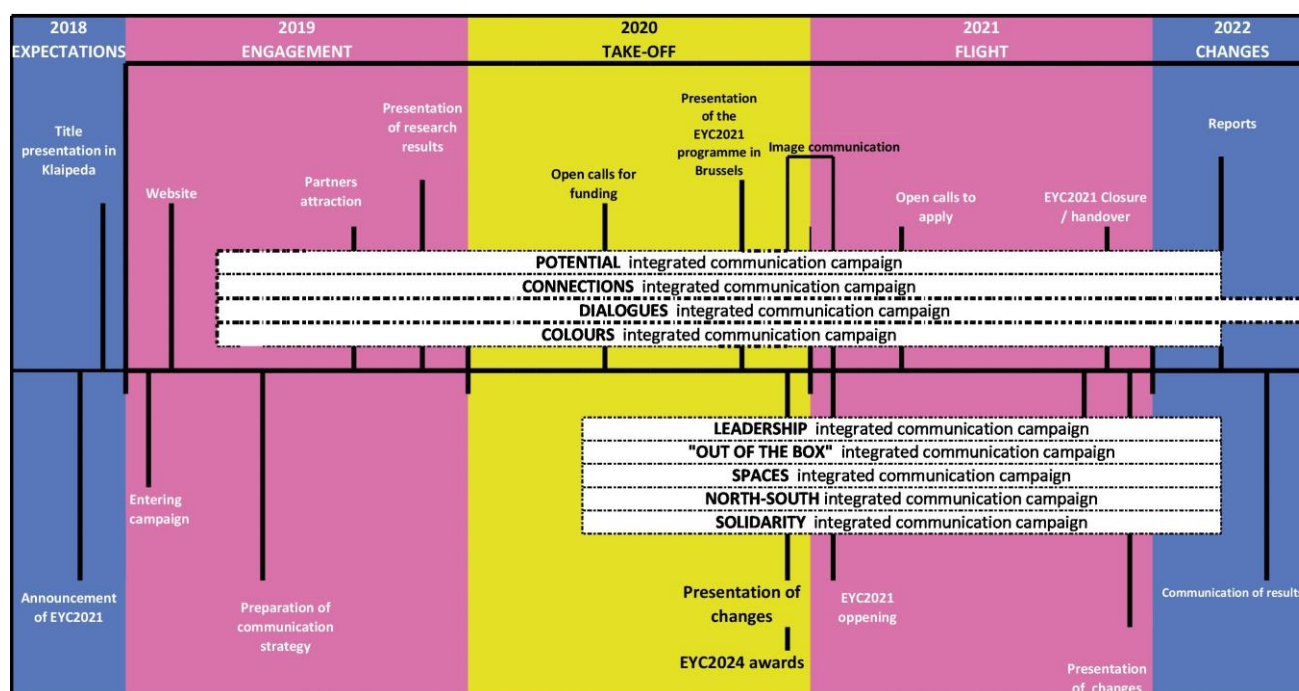 2018
EXPECTATIONS
2019
ENGAGEMENT
2020
TAKE-OFF
2021
FLIGHT
2022
CHANGES
Title
presentation in
Klaipeda
Website
Partners
attraction
Presentation
of research
results
Open calls for
funding
Presentation
of the
EYC2021
programme in
Brussels
Image communication
Open calls to
apply
EYC2021 Closure
/ handover
Reports
POTENTIAL integrated communication campaign
CONNECTIONS integrated communication campaign
DIALOGUES integrated communication campaign
COLOURS integrated communication campaign
LEADERSHIP integrated communication campaign
"OUT OF THE BOX" integrated communication campaign
SPACES integrated communication campaign
NORTH-SOUTH integrated communication campaign
SOLIDARITY integrated communication campaign
Entering
campaign
Announcement
of EYC2021
Preparation of
communication
strategy
Presentation of
changes
EYC2024 awards
EYC2021
oppening
Presentation
of changes
Communication of results